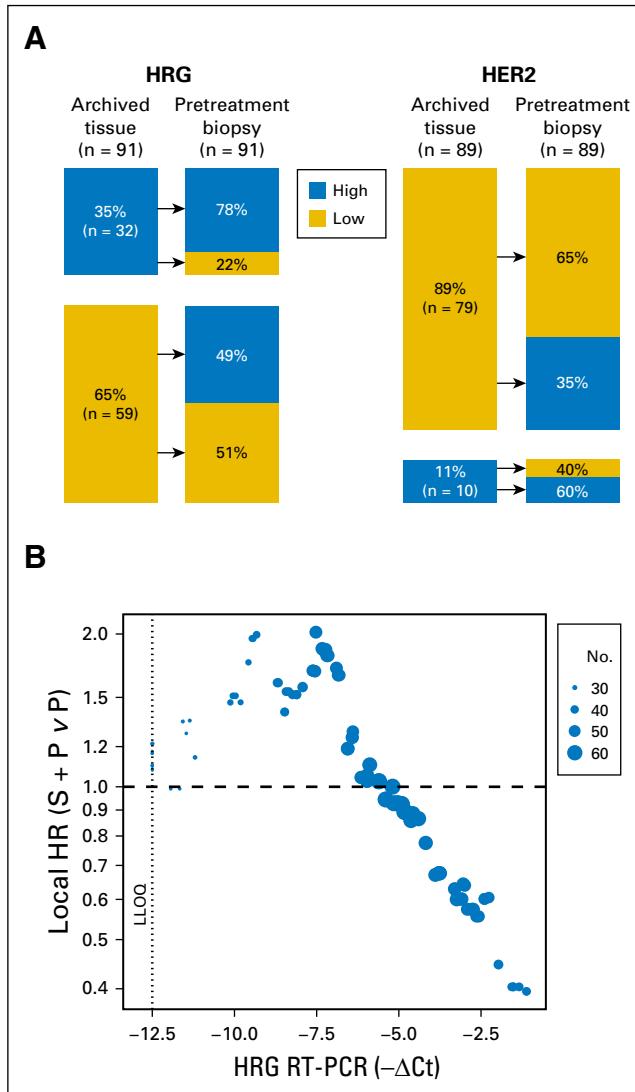 A
HRG
HER2
Archived
tissue
(n = 91)
Pretreatment
biopsy
(n = 91)
Archived
tissue
(n = 89)
Pretreatment
biopsy
(n = 89)
35%
(n = 32)
78%
22%
65%
(n = 59)
49%
51%
High
Low
89%
(n = 79)
65%
35%
11%
(n = 10)
40%
60%
B
Local HR (S + P v P)
2.0
1.5
1.2
1.0
0.9
0.8
0.7
0.6
0.5
0.4
LLOQ
−12.5 −10.0 −7.5 −5.0 −2.5
HRG RT-PCR (−ΔCt)
No.
30
40
50
60